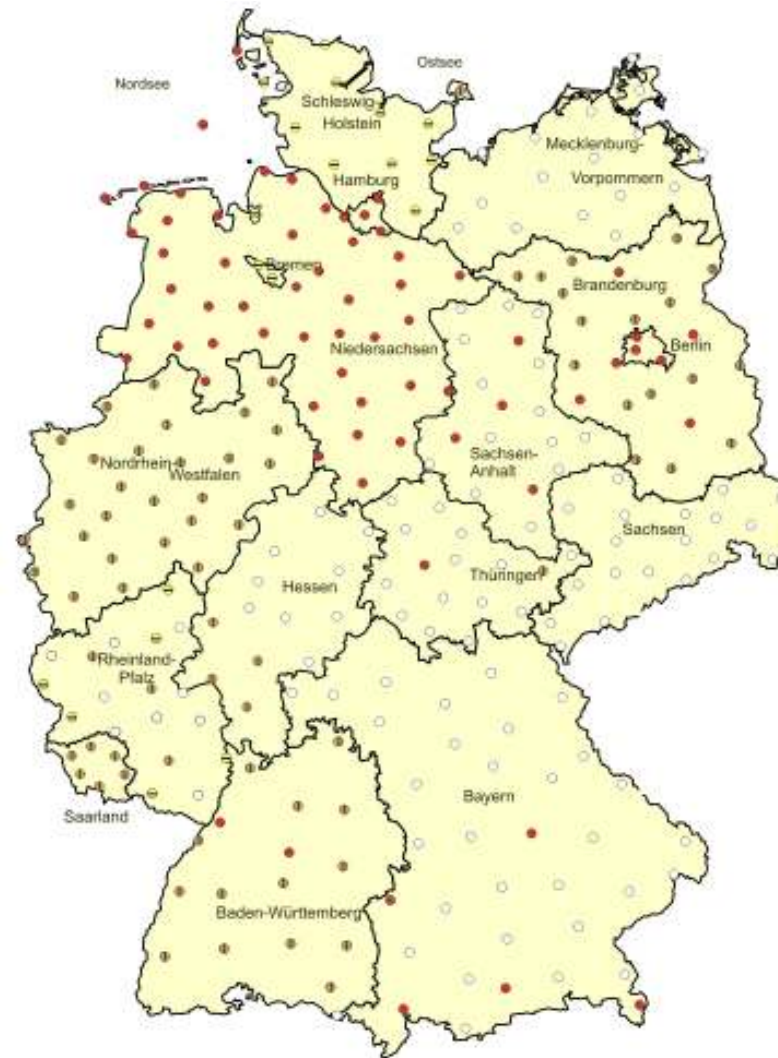 Ostsee
Nordsee
Schleswig-
Holstein
Mecklenburg-
Vorpommern
Hamburg
Bremen
Brandenburg
Berlin
Niedersachsen
Nordrhein-
Westfalen
Sachsen-
Anhalt
Sachsen
Hessen
Thüringen
Rheinland-
Pfalz
Saarland
Bayern
Baden-Württemberg